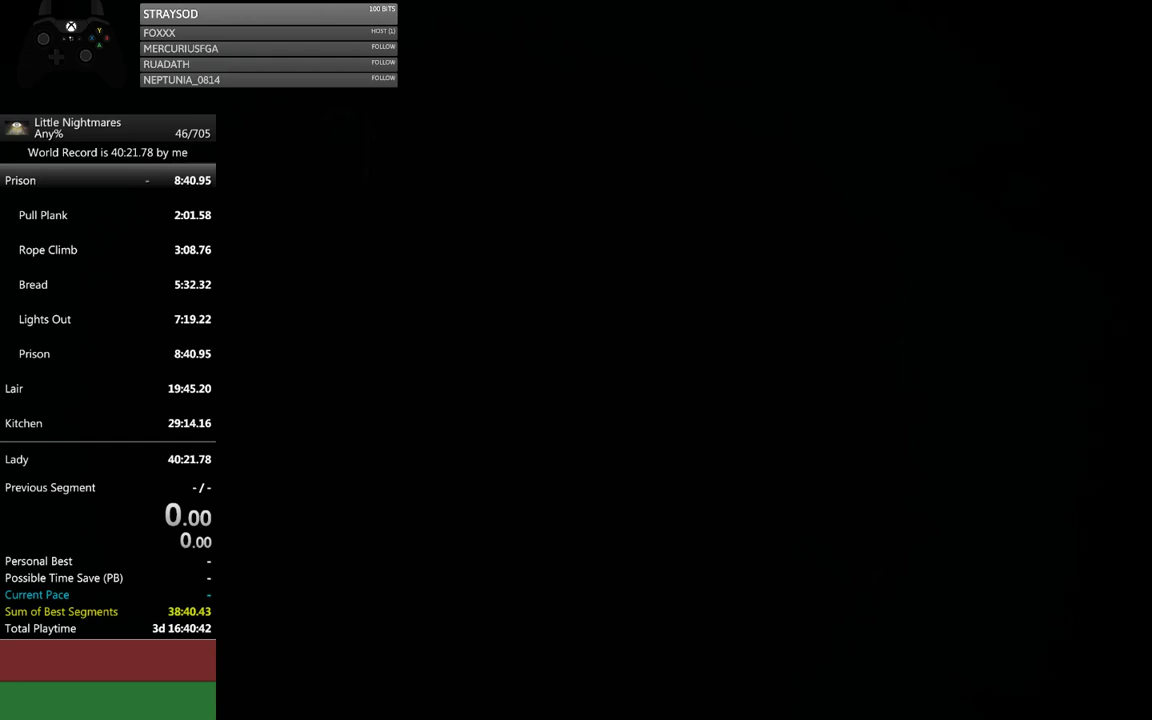 STRAYSOD 100 BITS
FOXXX HOST (1)
MERCURIUSFGA FOLLOW
RUADATH FOLLOW
NEPTUNIA_0814 FOLLOW
Y
X B
A
Little Nightmares
Any% 46/705
World Record is 40:21.78 by me
Prison - 8:40.95
Pull Plank 2:01.58
Rope Climb 3:08.76
Bread 5:32.32
Lights Out 7:19.22
Prison 8:40.95
Lair 19:45.20
Kitchen 29:14.16
Lady 40:21.78
Previous Segment - / -
0.00
0.00
Personal Best -
Possible Time Save (PB) -
Current Pace -
Sum of Best Segments 38:40.43
Total Playtime 3d 16:40:42